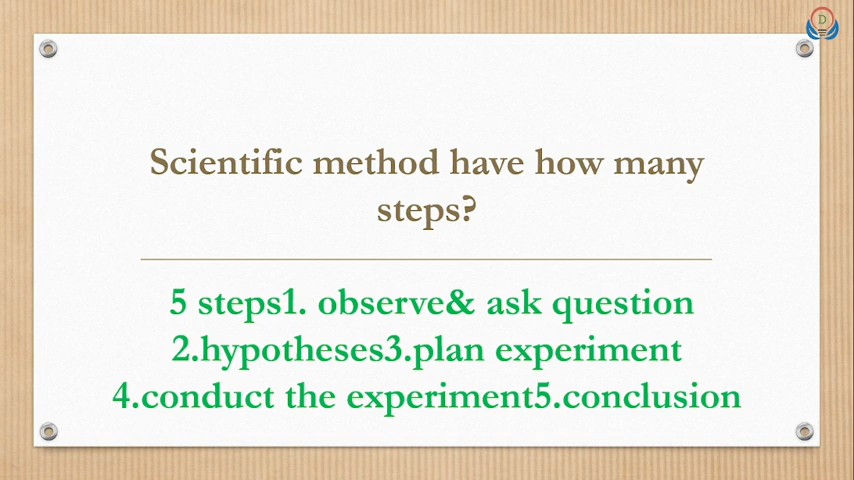 D
Scientific method have how many
steps?
5 steps1. observe& ask question
2.hypotheses3.plan experiment
4.conduct the experiment5.conclusion